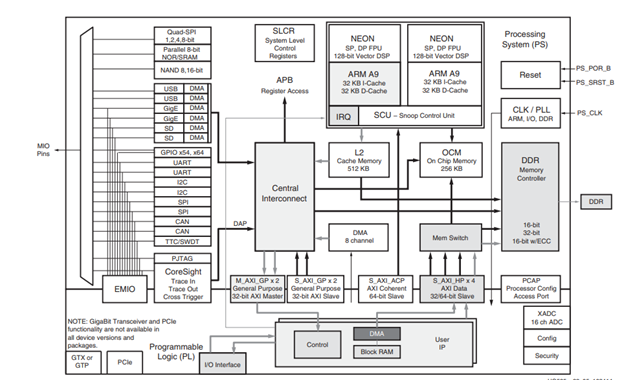 Quad-SPI
1,2,4,8-bit
Parallel 8-bit
NOR/SRAM
NAND 8,16-bit
USB DMA
USB DMA
GigE DMA
GigE DMA
SD DMA
SD DMA
GPIO x54, x64
UART
UART
I2C
I2C
SPI
SPI
CAN
CAN
TTC/SWDT
PJTAG
CoreSight
Trace In
Trace Out
Cross Trigger
MIO
Pins
EMIO
DAP
SLCR
System Level
Control
Registers
APB
Register Access
NEON
SP, DP FPU
128-bit Vector DSP
ARM A9
32 KB I-Cache
32 KB D-Cache
NEON
SP, DP FPU
128-bit Vector DSP
ARM A9
32 KB I-Cache
32 KB D-Cache
IRQ
SCU – Snoop Control Unit
Processing
System (PS)
Reset
PS_POR_B
PS_SRST_B
CLK / PLL
ARM, I/O, DDR
PS_CLK
L2
Cache Memory
512 KB
OCM
On Chip Memory
256 KB
DDR
Memory
Controller
16-bit
32-bit
16-bit w/ECC
DDR
Central
Interconnect
DMA
8 channel
Mem Switch
M_AXI_GP x 2
General Purpose
32-bit AXI Master
S_AXI_GP x 2
General Purpose
32-bit AXI Slave
S_AXI_ACP
AXI Coherent
64-bit Slave
S_AXI_HP x 4
AXI Data
32/64-bit Slave
PCAP
Processor Config
Access Port
NOTE: GigaBit Transceiver and PCIe
functionality are not available in
all device versions and
packages.
GTX or
GTP
PCIe
Programmable
Logic (PL)
I/O Interface
Control
DMA
Block RAM
User
IP
XADC
16 ch ADC
Config
Security